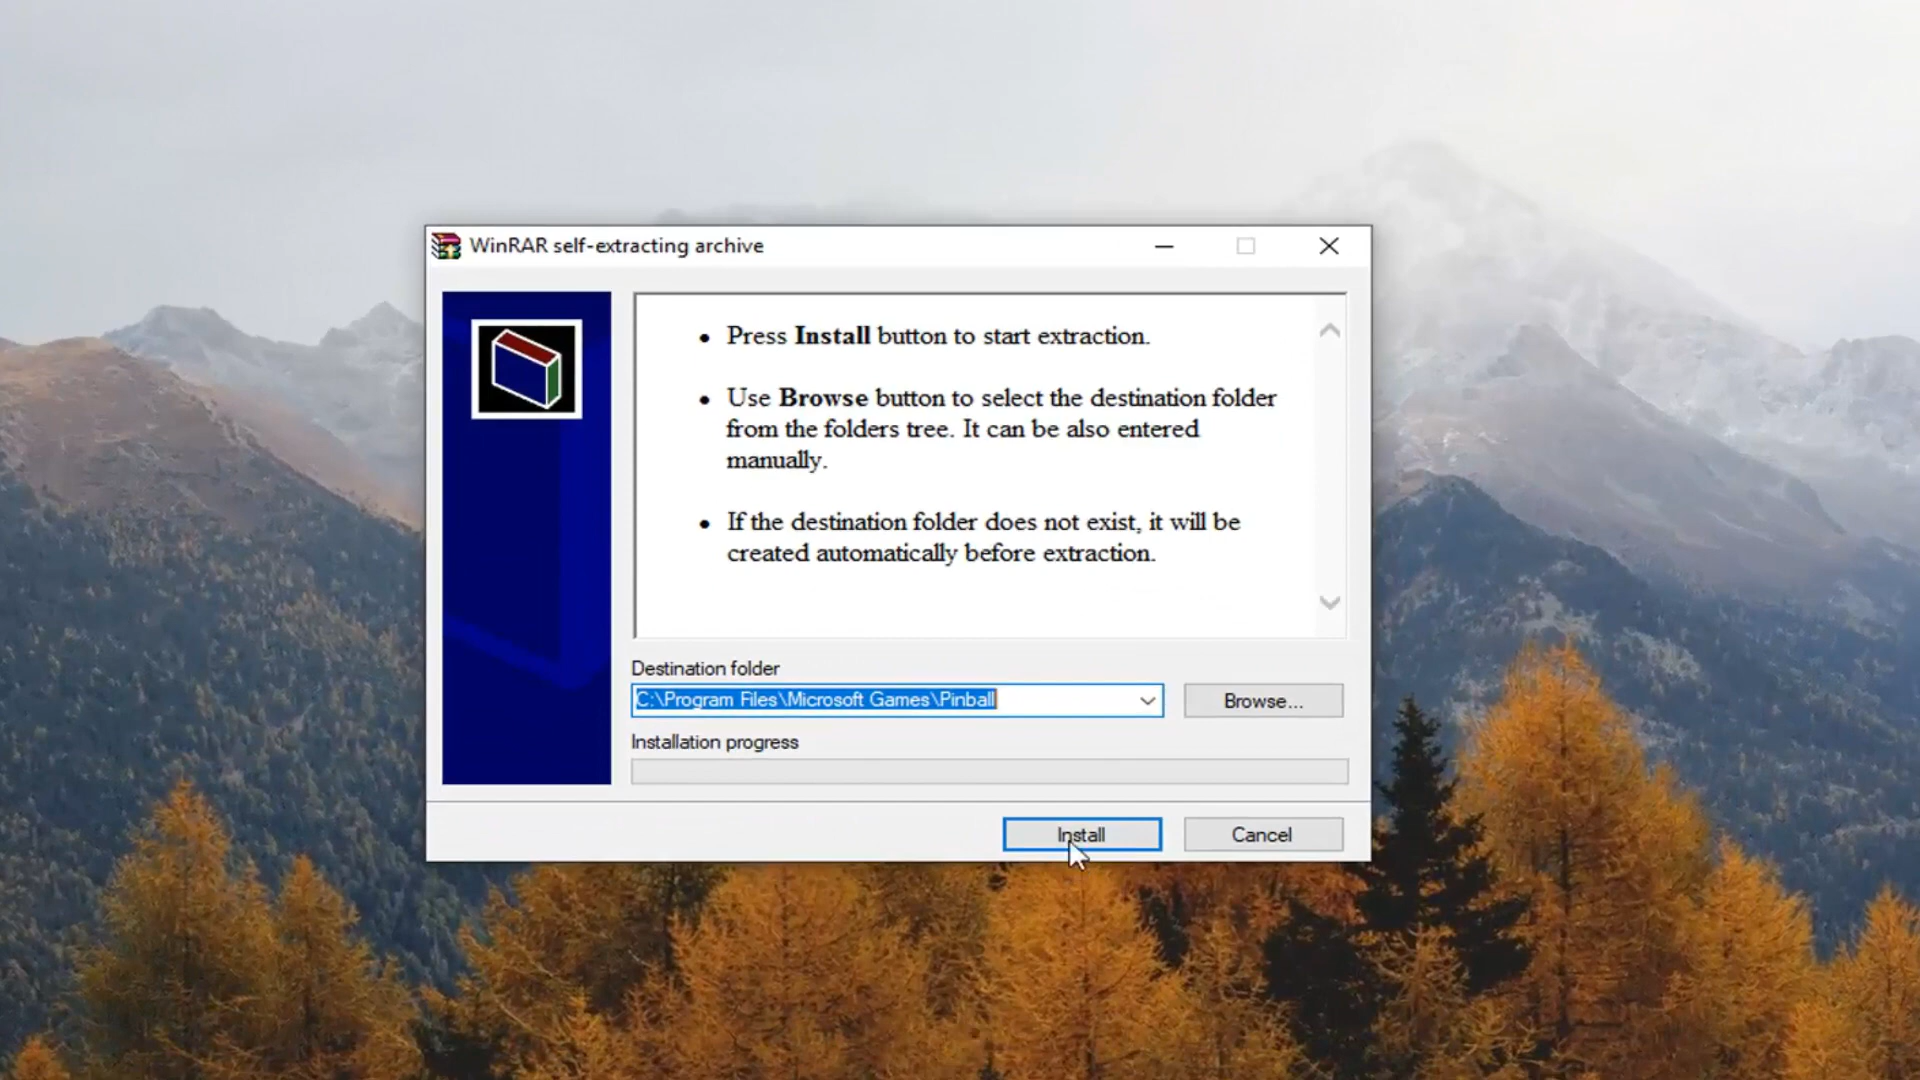 WinRAR self-extracting archive
• Press Install button to start extraction.
• Use Browse button to select the destination folder
from the folders tree. It can be also entered
manually.
• If the destination folder does not exist, it will be
created automatically before extraction.
Destination folder
C:\Program Files\Microsoft Games\Pinball
Browse...
Installation progress
Install
Cancel